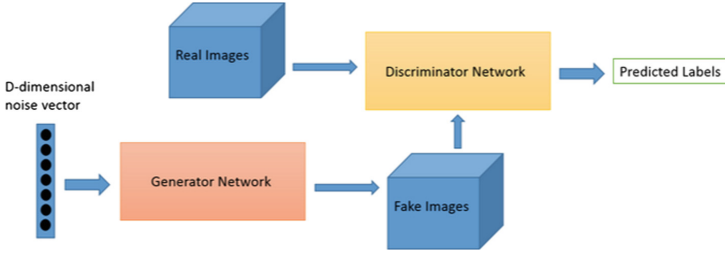 Real Images
Discriminator Network
Predicted Labels
D-dimensional
noise vector
Generator Network
Fake Images